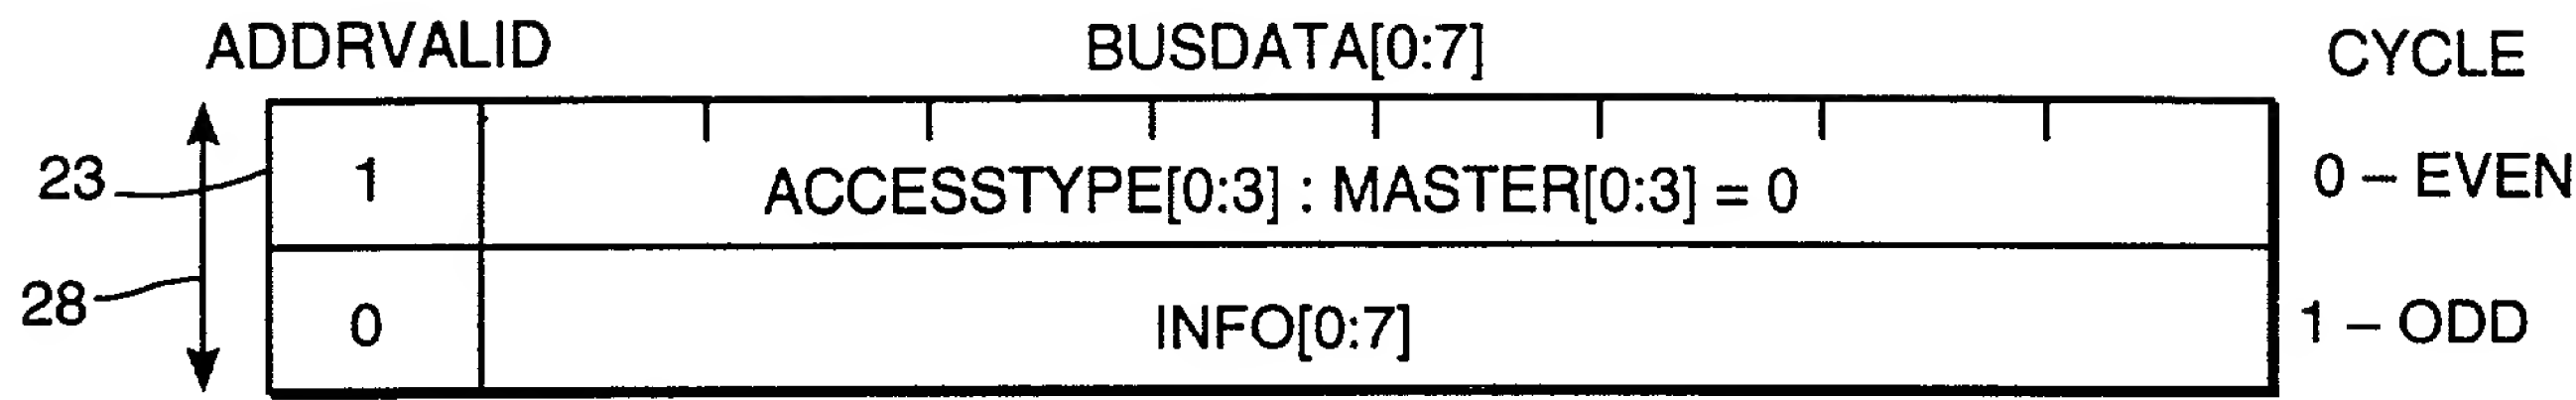 ADDRVALID BUSDATA[0:7] CYCLE
23 1 ACCESSTYPE[0:3] : MASTER[0:3] = 0 0 – EVEN
28 0 INFO[0:7] 1 – ODD